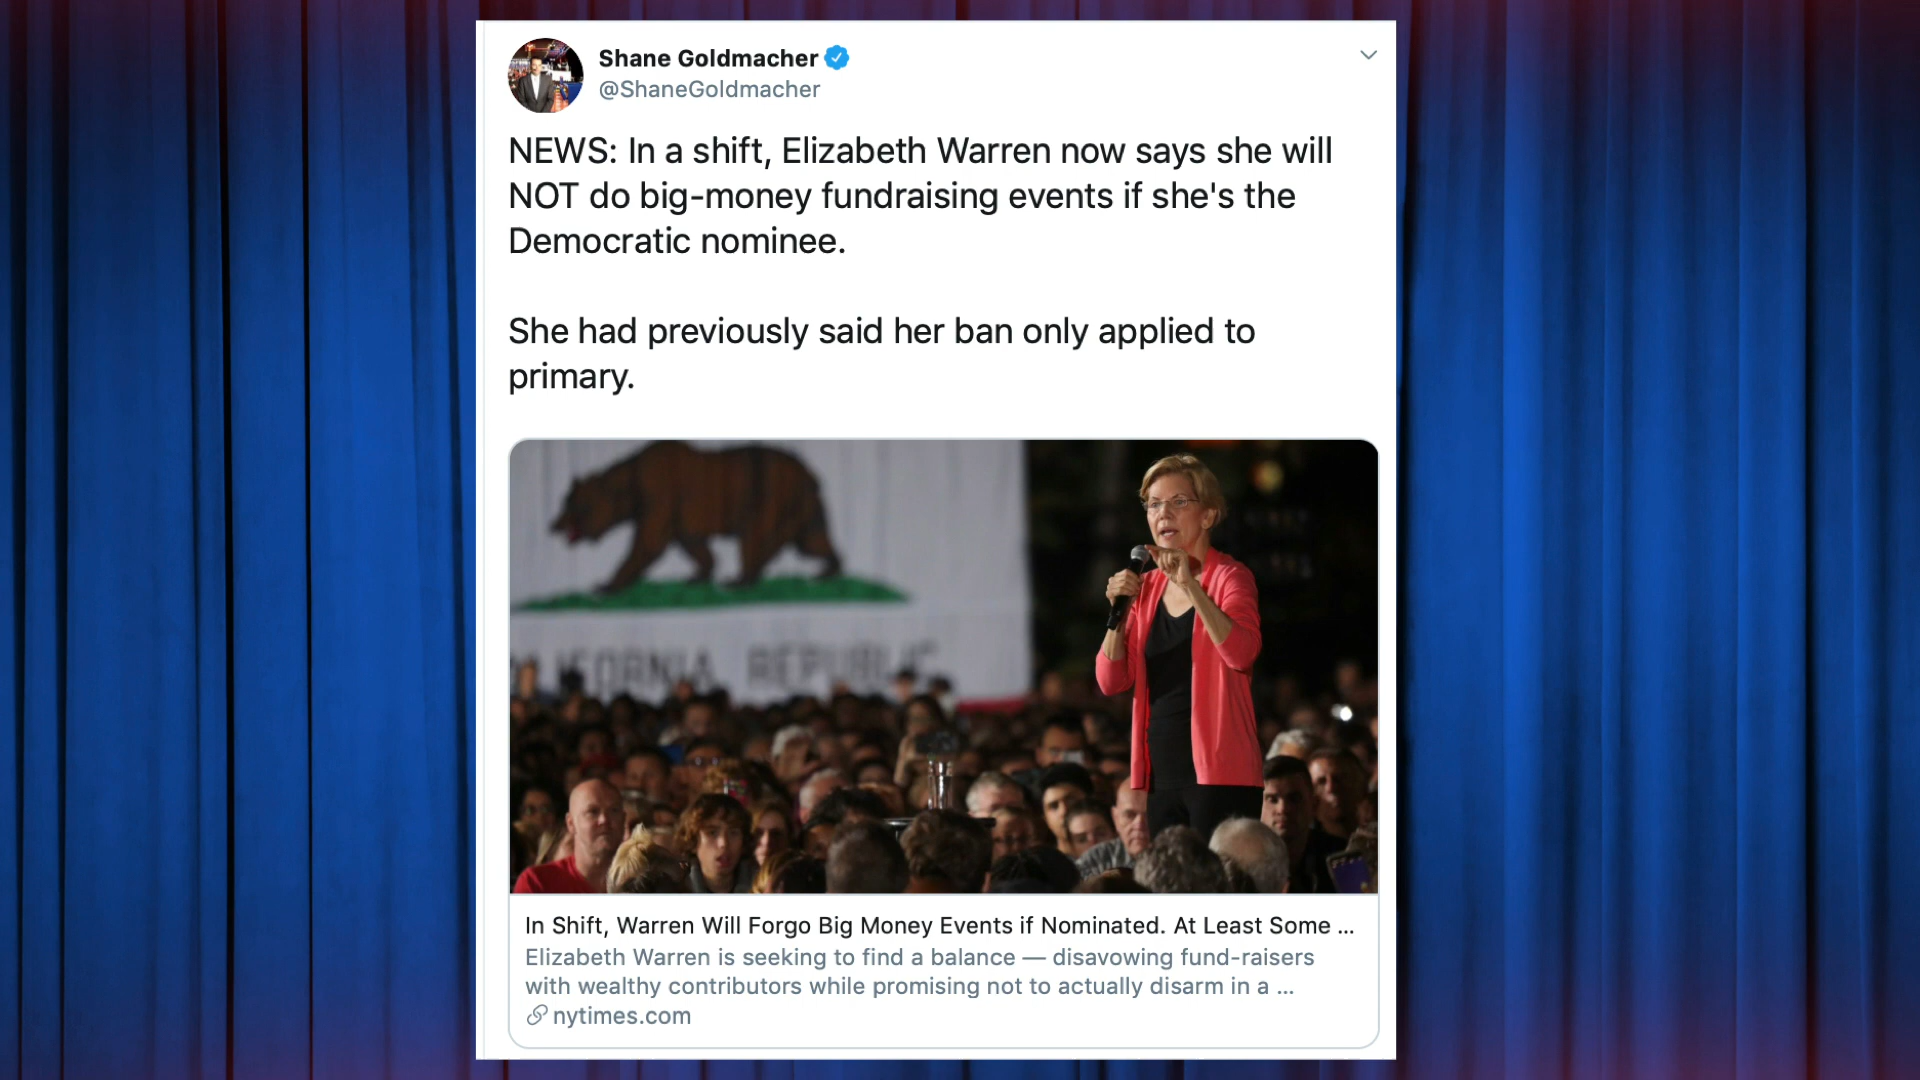 Shane Goldmacher
@ShaneGoldmacher
NEWS: In a shift, Elizabeth Warren now says she will
NOT do big-money fundraising events if she's the
Democratic nominee.
She had previously said her ban only applied to
primary.
CALIFORNIA REPUBLIC
In Shift, Warren Will Forgo Big Money Events if Nominated. At Least Some ...
Elizabeth Warren is seeking to find a balance — disavowing fund-raisers
with wealthy contributors while promising not to actually disarm in a ...
nytimes.com